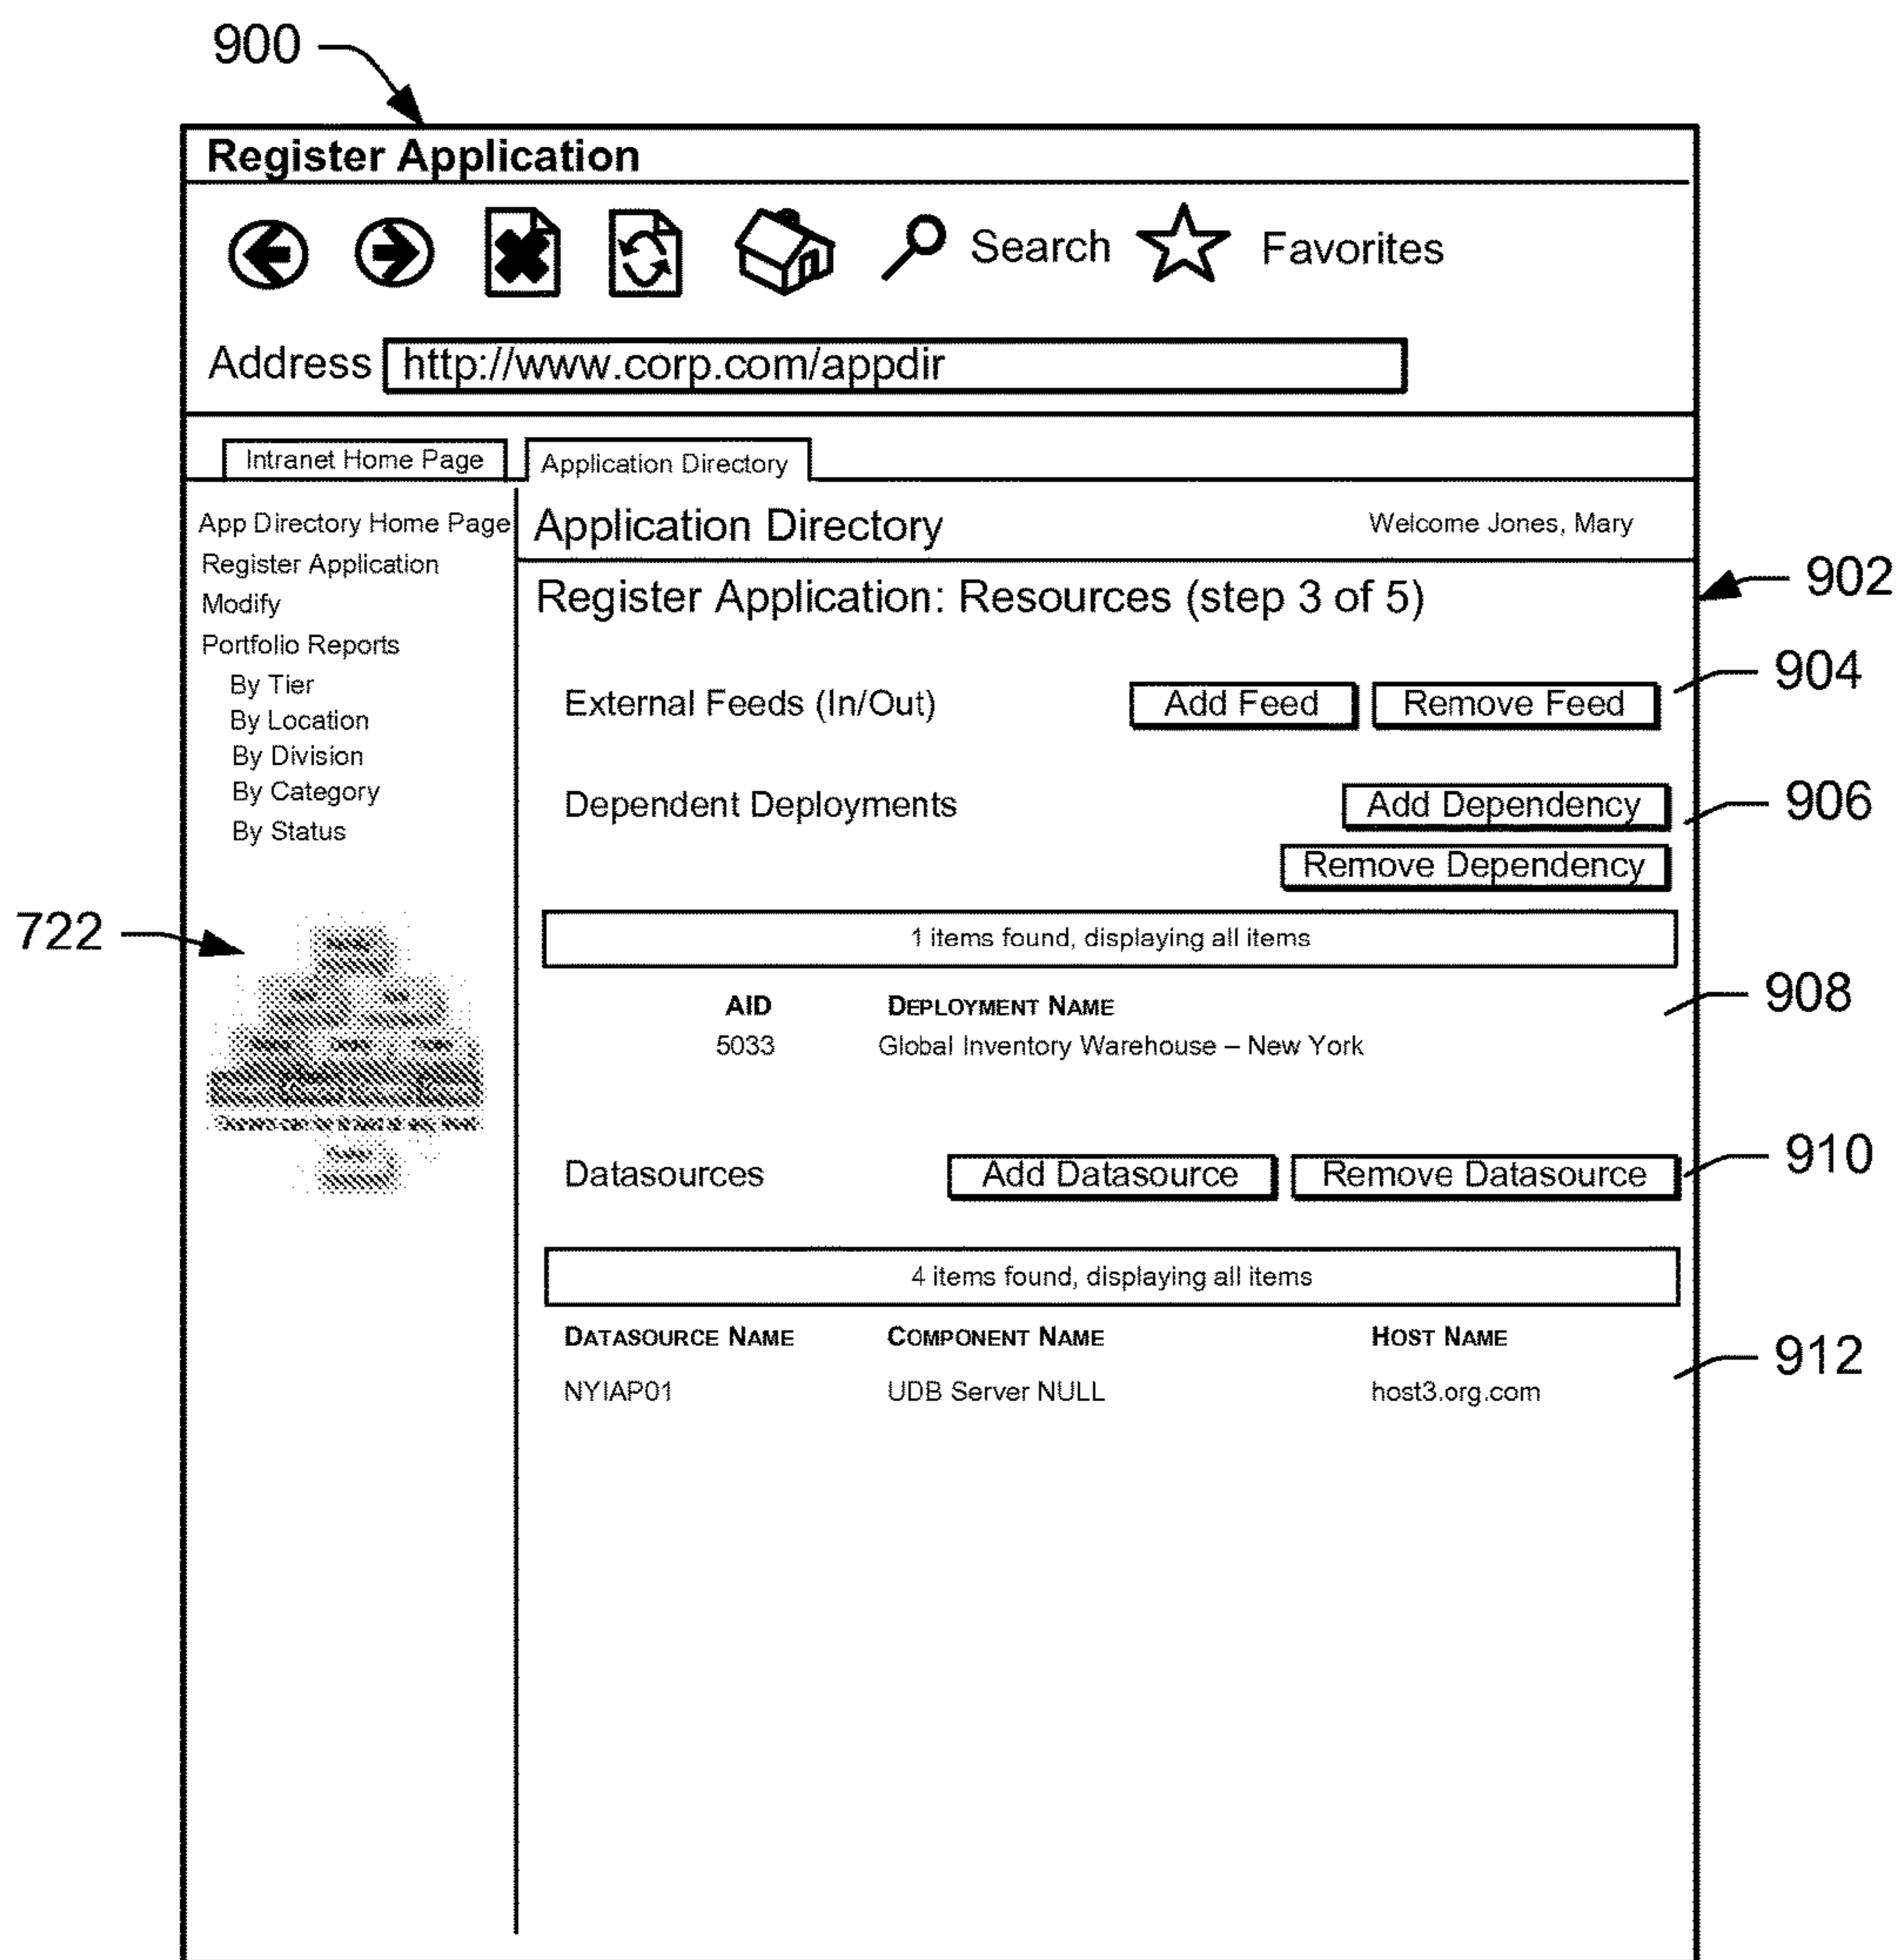 900
Register Application
Search Favorites
Address http://www.corp.com/appdir
Intranet Home Page Application Directory
App Directory Home Page
Register Application
Modify
Portfolio Reports
By Tier
By Location
By Division
By Category
By Status
722
Application Directory Welcome Jones, Mary
Register Application: Resources (step 3 of 5) 902
External Feeds (In/Out) Add Feed Remove Feed 904
Dependent Deployments Add Dependency 906
Remove Dependency
1 items found, displaying all items
AID DEPLOYMENT NAME 908
5033 Global Inventory Warehouse – New York
Datasources Add Datasource Remove Datasource 910
4 items found, displaying all items
DATASOURCE NAME COMPONENT NAME HOST NAME 912
NYIAP01 UDB Server NULL host3.org.com